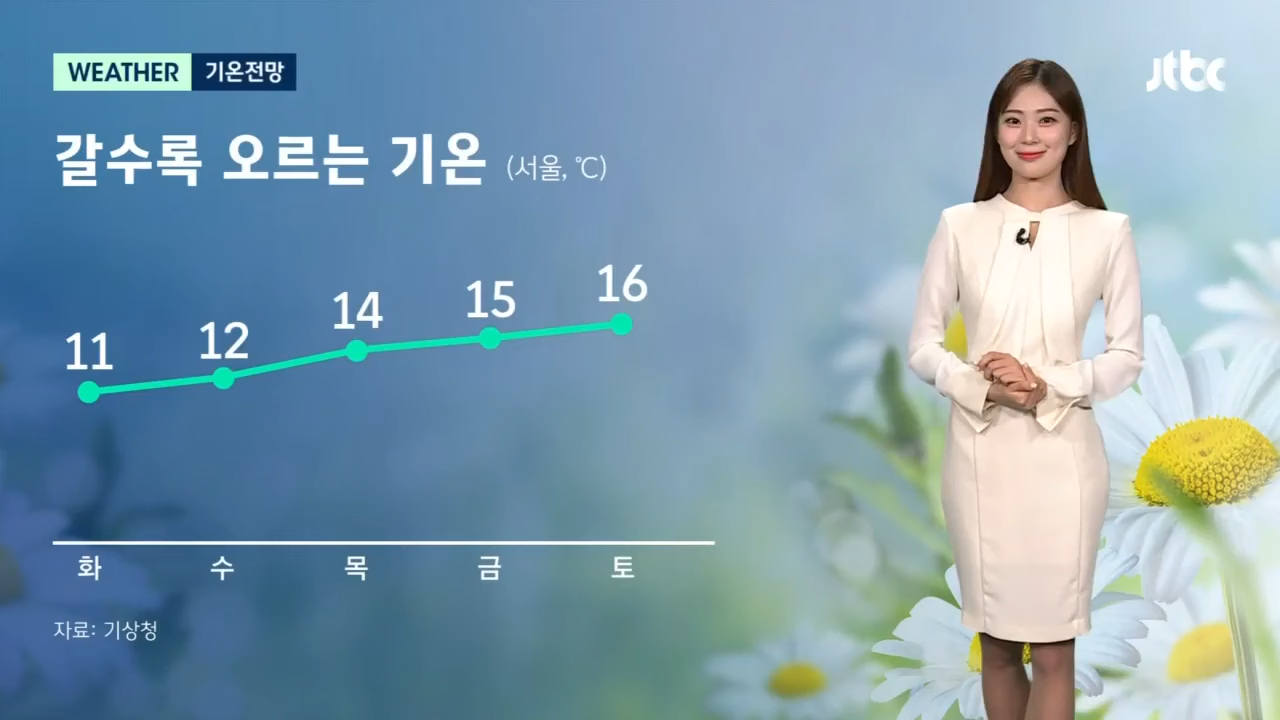 WEATHER 기온전망
jtbc
갈수록 오르는 기온 (서울, ℃)
11 12 14 15 16
화 수 목 금 토
자료: 기상청